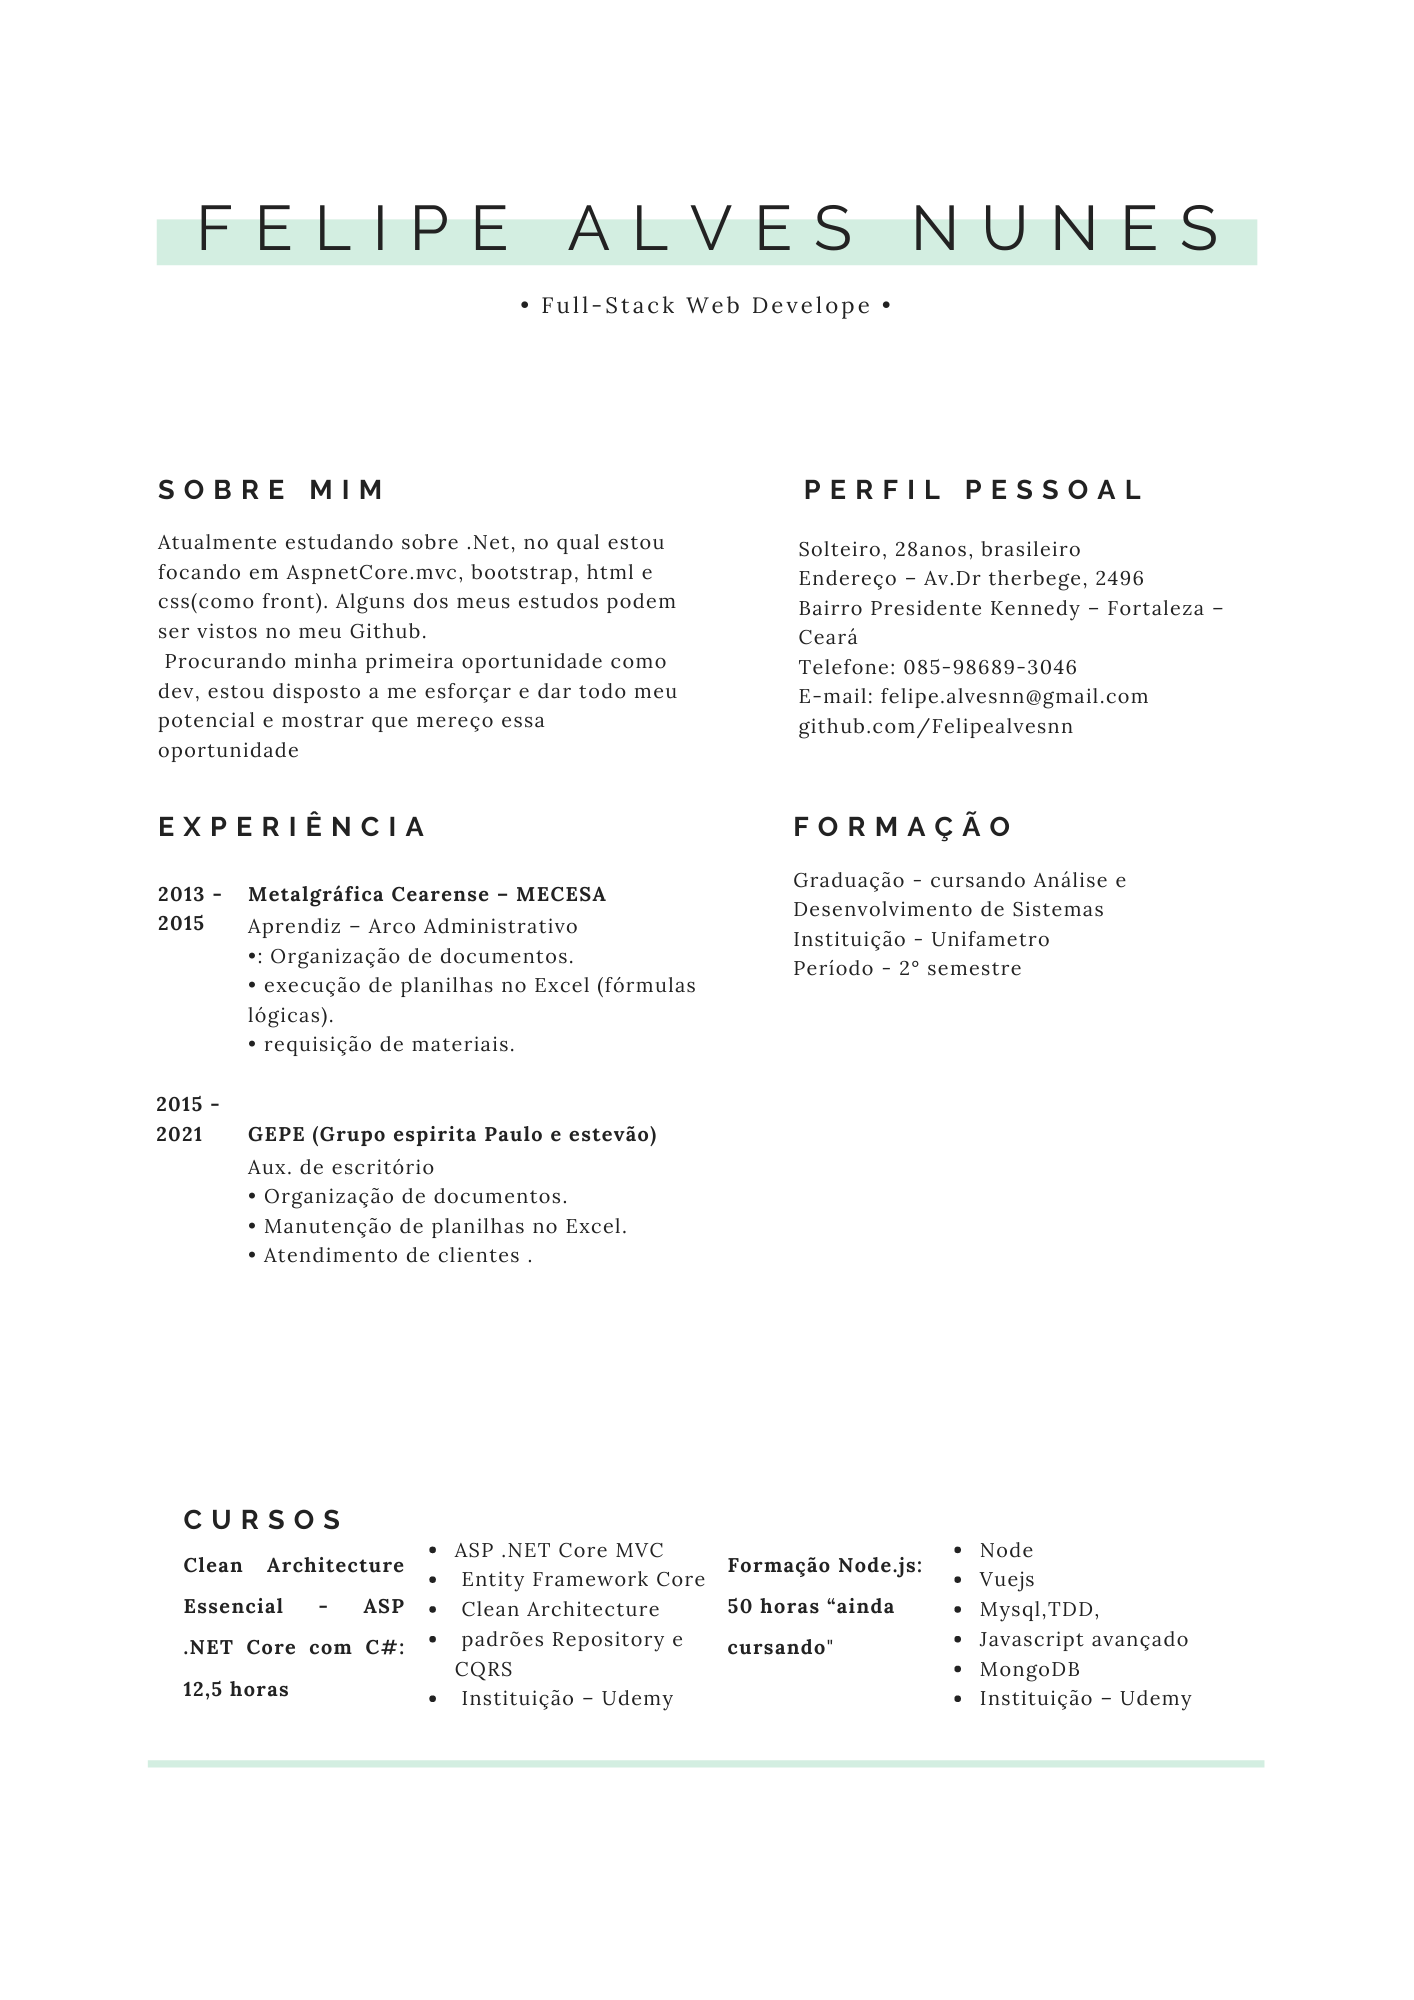 FELIPE ALVES NUNES
• Full-Stack Web Develope •
SOBRE MIM
Atualmente estudando sobre .Net, no qual estou
focando em AspnetCore.mvc, bootstrap, html e
css(como front). Alguns dos meus estudos podem
ser vistos no meu Github.
Procurando minha primeira oportunidade como
dev, estou disposto a me esforçar e dar todo meu
potencial e mostrar que mereço essa
oportunidade
PERFIL PESSOAL
Solteiro, 28anos, brasileiro
Endereço – Av.Dr therbege, 2496
Bairro Presidente Kennedy – Fortaleza –
Ceará
Telefone: 085-98689-3046
E-mail: felipe.alvesnn@gmail.com
github.com/Felipealvesnn
EXPERIÊNCIA
2013 -
2015
Metalgráfica Cearense – MECESA
Aprendiz – Arco Administrativo
•: Organização de documentos.
• execução de planilhas no Excel (fórmulas
lógicas).
• requisição de materiais.
2015 -
2021
GEPE (Grupo espirita Paulo e estevão)
Aux. de escritório
• Organização de documentos.
• Manutenção de planilhas no Excel.
• Atendimento de clientes .
FORMAÇÃO
Graduação - cursando Análise e
Desenvolvimento de Sistemas
Instituição - Unifametro
Período - 2° semestre
CURSOS
Clean Architecture
Essencial - ASP
.NET Core com C#:
12,5 horas
• ASP .NET Core MVC
• Entity Framework Core
• Clean Architecture
• padrões Repository e
CQRS
• Instituição – Udemy
Formação Node.js:
50 horas “ainda
cursando"
• Node
• Vuejs
• Mysql,TDD,
• Javascript avançado
• MongoDB
• Instituição – Udemy